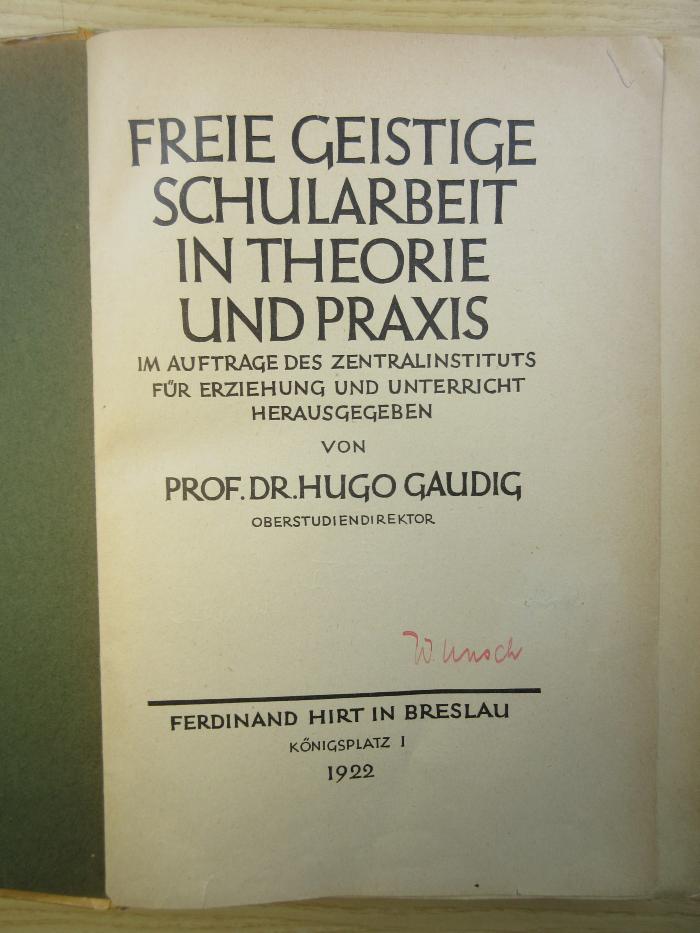 FREIE GEISTIGE
SCHULARBEIT
IN THEORIE
UND PRAXIS
IM AUFTRAGE DES ZENTRALINSTITUTS
FÜR ERZIEHUNG UND UNTERRICHT
HERAUSGEGEBEN
VON
PROF. DR. HUGO GAUDIG
OBERSTUDIENDIREKTOR
FERDINAND HIRT IN BRESLAU
KÖNIGSPLATZ I
1922